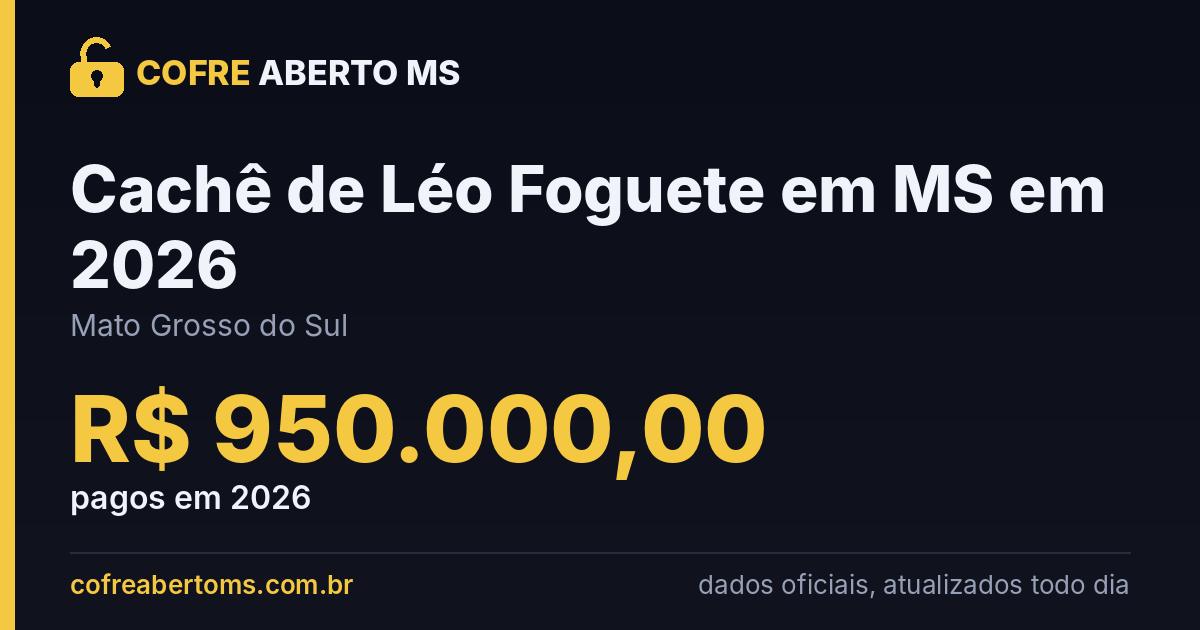 COFRE ABERTO MS
Cachê de Léo Foguete em MS em
2026
Mato Grosso do Sul
R$ 950.000,00
pagos em 2026
cofreabertoms.com.br
dados oficiais, atualizados todo dia